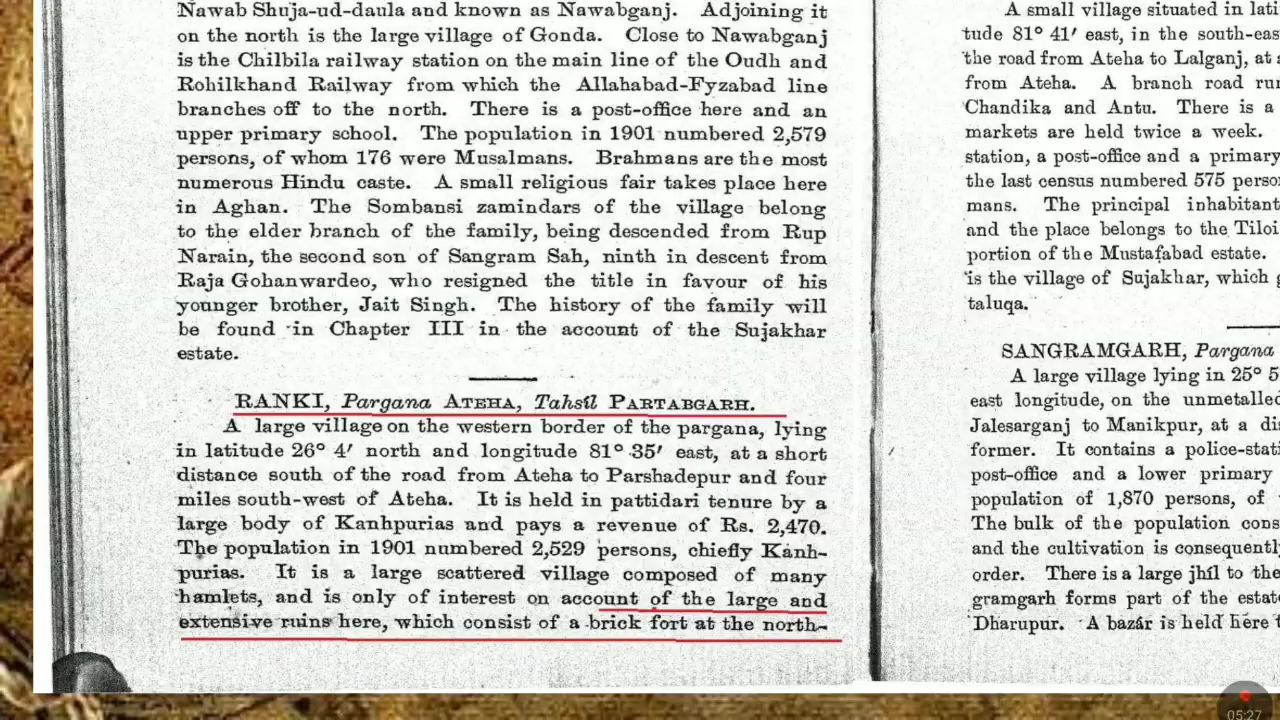 Nawab Shuja-ud-daula and known as Nawabganj. Adjoining it
on the north is the large village of Gonda. Close to Nawabganj
is the Chilbila railway station on the main line of the Oudh and
Rohilkhand Railway from which the Allahabad-Fyzabad line
branches off to the north. There is a post-office here and an
upper primary school. The population in 1901 numbered 2,579
persons, of whom 176 were Musalmans. Brahmans are the most
numerous Hindu caste. A small religious fair takes place here
in Aghan. The Sombansi zamindars of the village belong
to the elder branch of the family, being descended from Rup
Narain, the second son of Sangram Sah, ninth in descent from
Raja Gohanwardeo, who resigned the title in favour of his
younger brother, Jait Singh. The history of the family will
be found in Chapter III in the account of the Sujakhar
estate.
RANKI, Pargana ATEHA, Tahsil PARTABGARH.
A large village on the western border of the pargana, lying
in latitude 26° 4′ north and longitude 81° 35′ east, at a short
distance south of the road from Ateha to Parshadepur and four
miles south-west of Ateha. It is held in pattidari tenure by a
large body of Kanhpurias and pays a revenue of Rs. 2,470.
The population in 1901 numbered 2,529 persons, chiefly Kanh-
purias. It is a large scattered village composed of many
hamlets, and is only of interest on account of the large and
extensive ruins here, which consist of a brick fort at the north-
A small village situated in lati
tude 81° 41′ east, in the south-eas
the road from Ateha to Lalganj, at
from Ateha. A branch road ru
Chandika and Antu. There is a
markets are held twice a week.
station, a post-office and a primary
the last census numbered 575 perso
mans. The principal inhabitant
and the place belongs to the Tiloi
portion of the Mustafabad estate.
is the village of Sujakhar, which
taluqa.
SANGRAMGARH, Pargana
A large village lying in 25° 5
east longitude, on the unmetalled
Jalesarganj to Manikpur, at a di
former. It contains a police-stati
post-office and a lower primary
population of 1,870 persons, of
The bulk of the population cons
and the cultivation is consequently
order. There is a large jhíl to the
gramgarh forms part of the estat
Dharupur. A bazár is held here
05:27